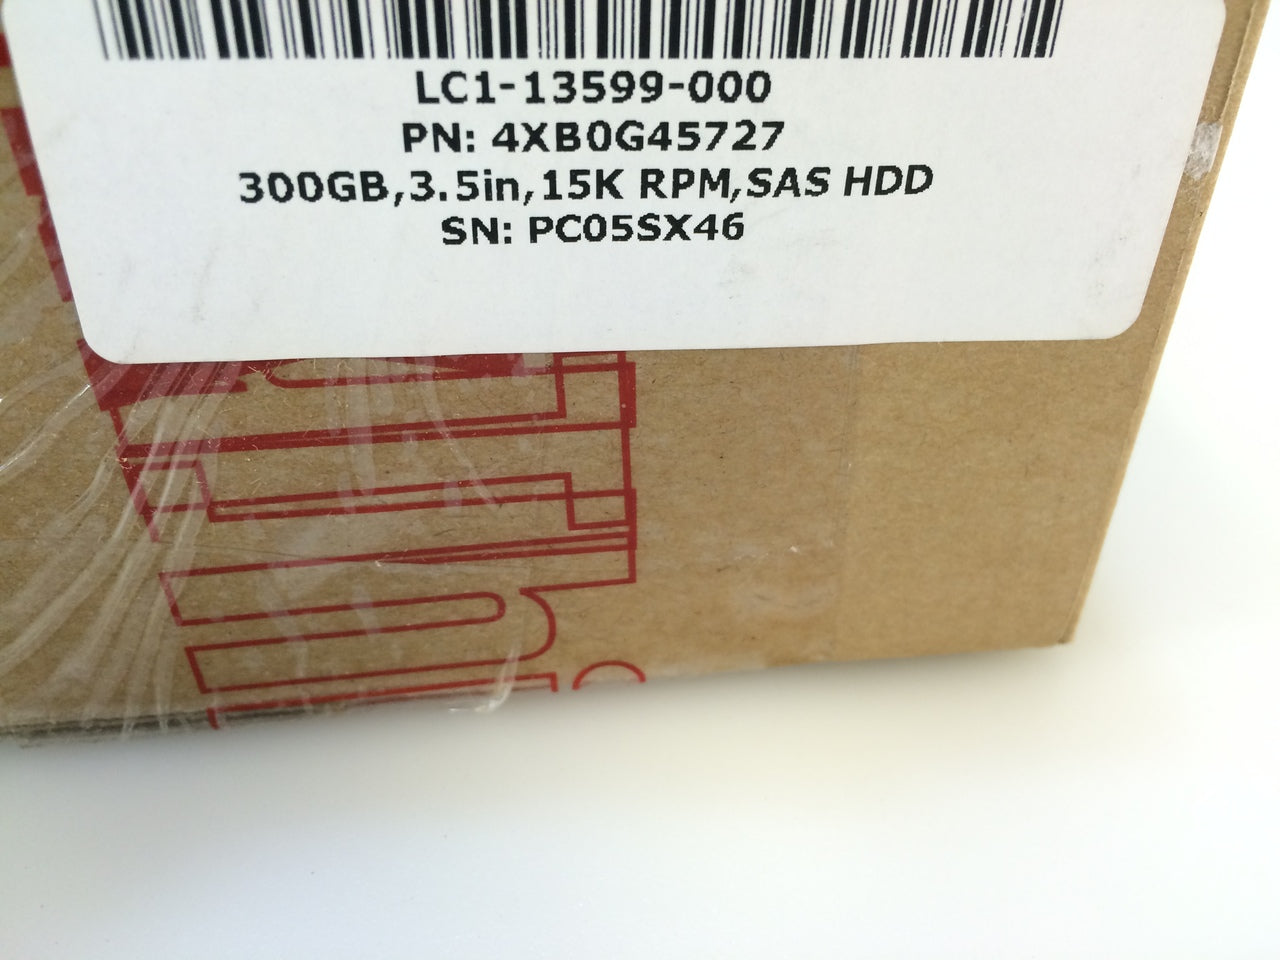 LC1-13599-000
PN: 4XB0G45727
300GB,3.5in,15K RPM,SAS HDD
SN: PC05SX46